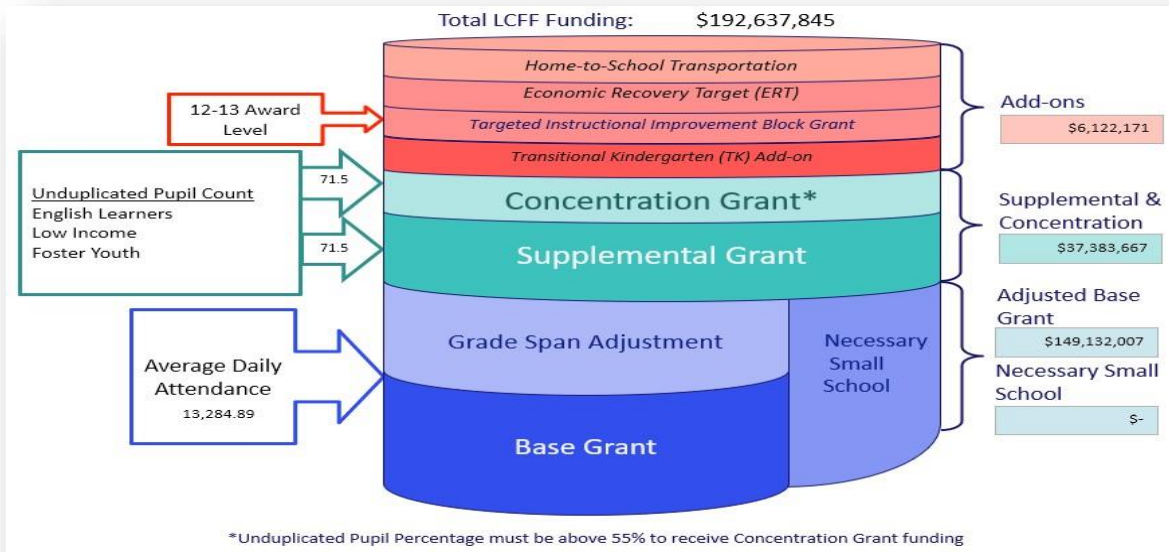 Total LCFF Funding: $192,637,845
Home-to-School Transportation
Economic Recovery Target (ERT)
Targeted Instructional Improvement Block Grant
Transitional Kindergarten (TK) Add-on
Concentration Grant*
Supplemental Grant
Grade Span Adjustment
Base Grant
Necessary
Small
School
12-13 Award
Level
Unduplicated Pupil Count
English Learners
Low Income
Foster Youth
71.5
71.5
Average Daily
Attendance
13,284.89
Add-ons
$6,122,171
Supplemental &
Concentration
$37,383,667
Adjusted Base
Grant
$149,132,007
Necessary Small
School
$-
*Unduplicated Pupil Percentage must be above 55% to receive Concentration Grant funding